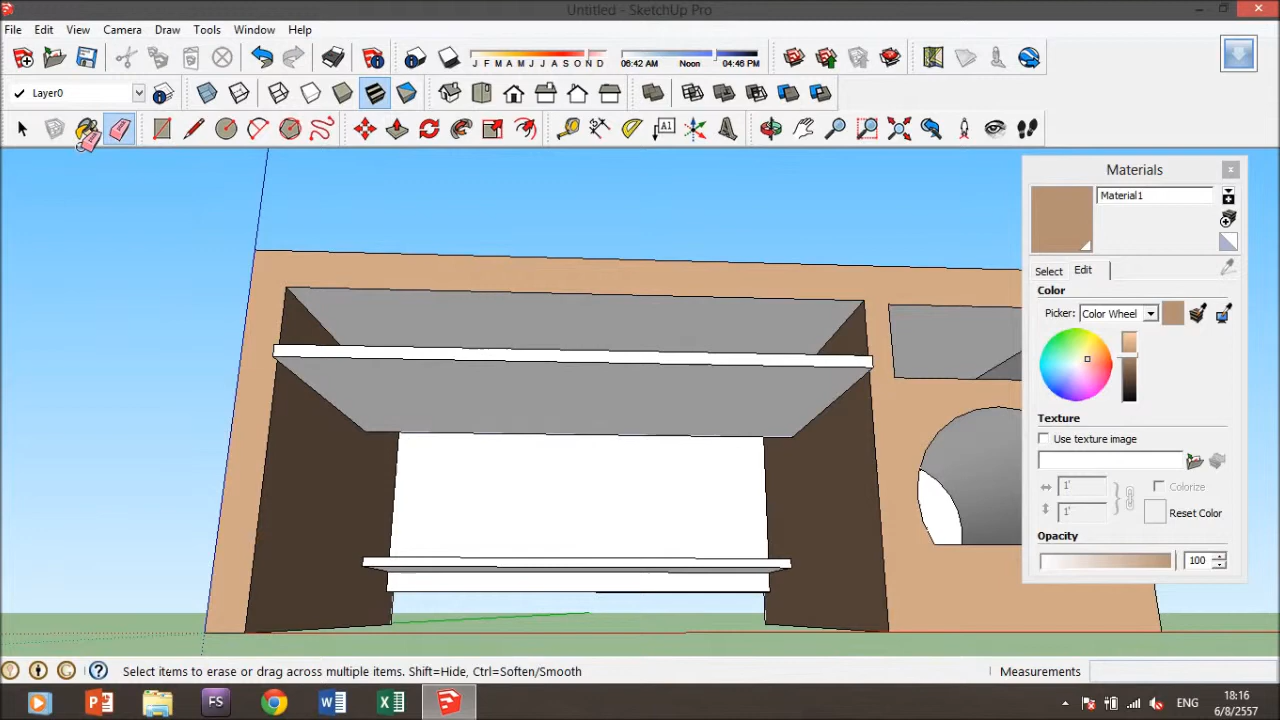 Untitled - SketchUp Pro
File Edit View Camera Draw Tools Window Help
J F M A M J J A S O N D
06:42 AM Noon 04:46 PM
Layer0
A1
Materials
Material1
Select Edit
Color
Picker: Color Wheel
Texture
Use texture image
1' Colorize
1' Reset Color
Opacity
100
Select items to erase or drag across multiple items. Shift=Hide, Ctrl=Soften/Smooth
Measurements
FS
ENG
18:16
6/8/2557